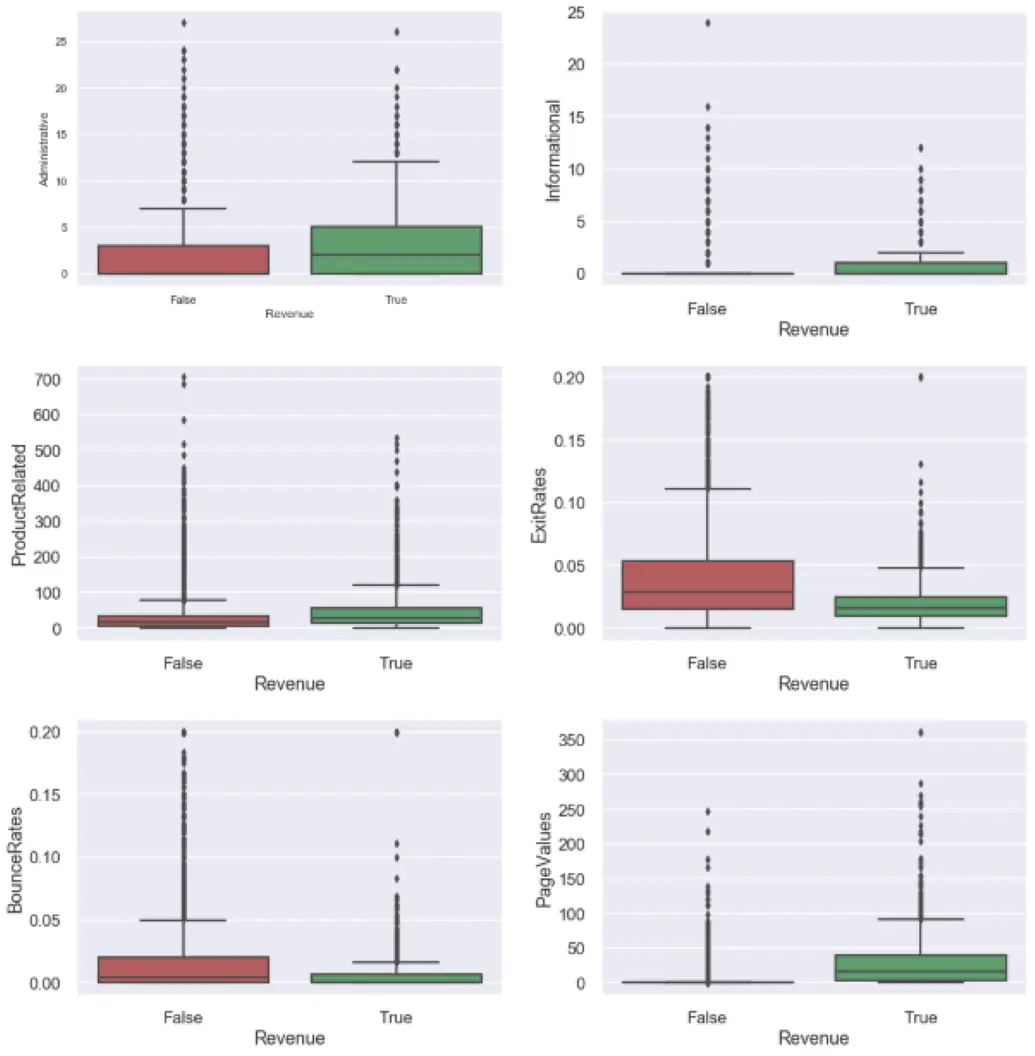 25
20
15
10
5
0
Administrative
False
True
Revenue
25
20
15
10
5
0
Informational
False
True
Revenue
700
600
500
400
300
200
100
0
ProductRelated
False
True
Revenue
0.20
0.15
0.10
0.05
0.00
ExitRates
False
True
Revenue
0.20
0.15
0.10
0.05
0.00
BounceRates
False
True
Revenue
350
300
250
200
150
100
50
0
PageValues
False
True
Revenue